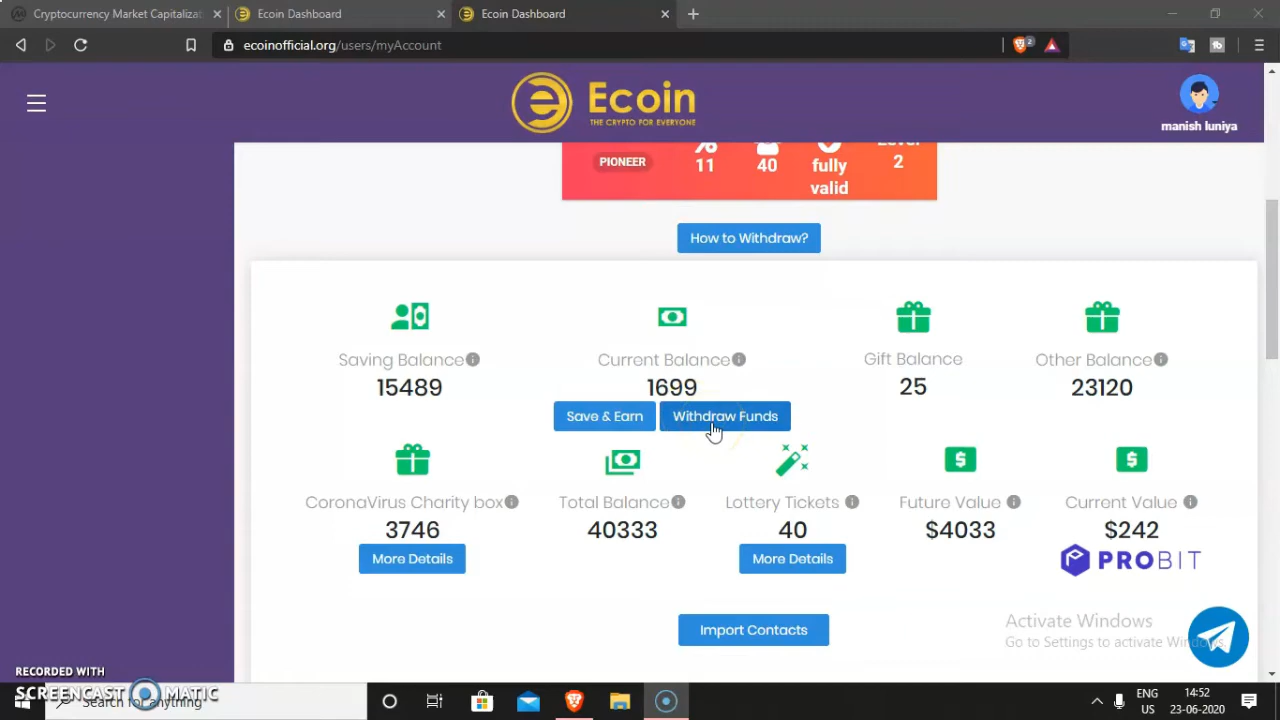 Cryptocurrency Market Capitalizat
Ecoin Dashboard
Ecoin Dashboard
ecoinofficial.org/users/myAccount
2
Ecoin
THE CRYPTO FOR EVERYONE
manish luniya
PIONEER
11
40
fully
valid
Level
2
How to Withdraw?
Saving Balance
15489
Current Balance
1699
Gift Balance
25
Other Balance
23120
Save & Earn
Withdraw Funds
CoronaVirus Charity box
3746
Total Balance
40333
Lottery Tickets
40
Future Value
$4033
Current Value
$242
More Details
More Details
PROBIT
Import Contacts
Activate Windows
Go to Settings to activate Windows.
RECORDED WITH
SCREENCAST MATIC
Search for anything
ENG
US
14:52
23-06-2020